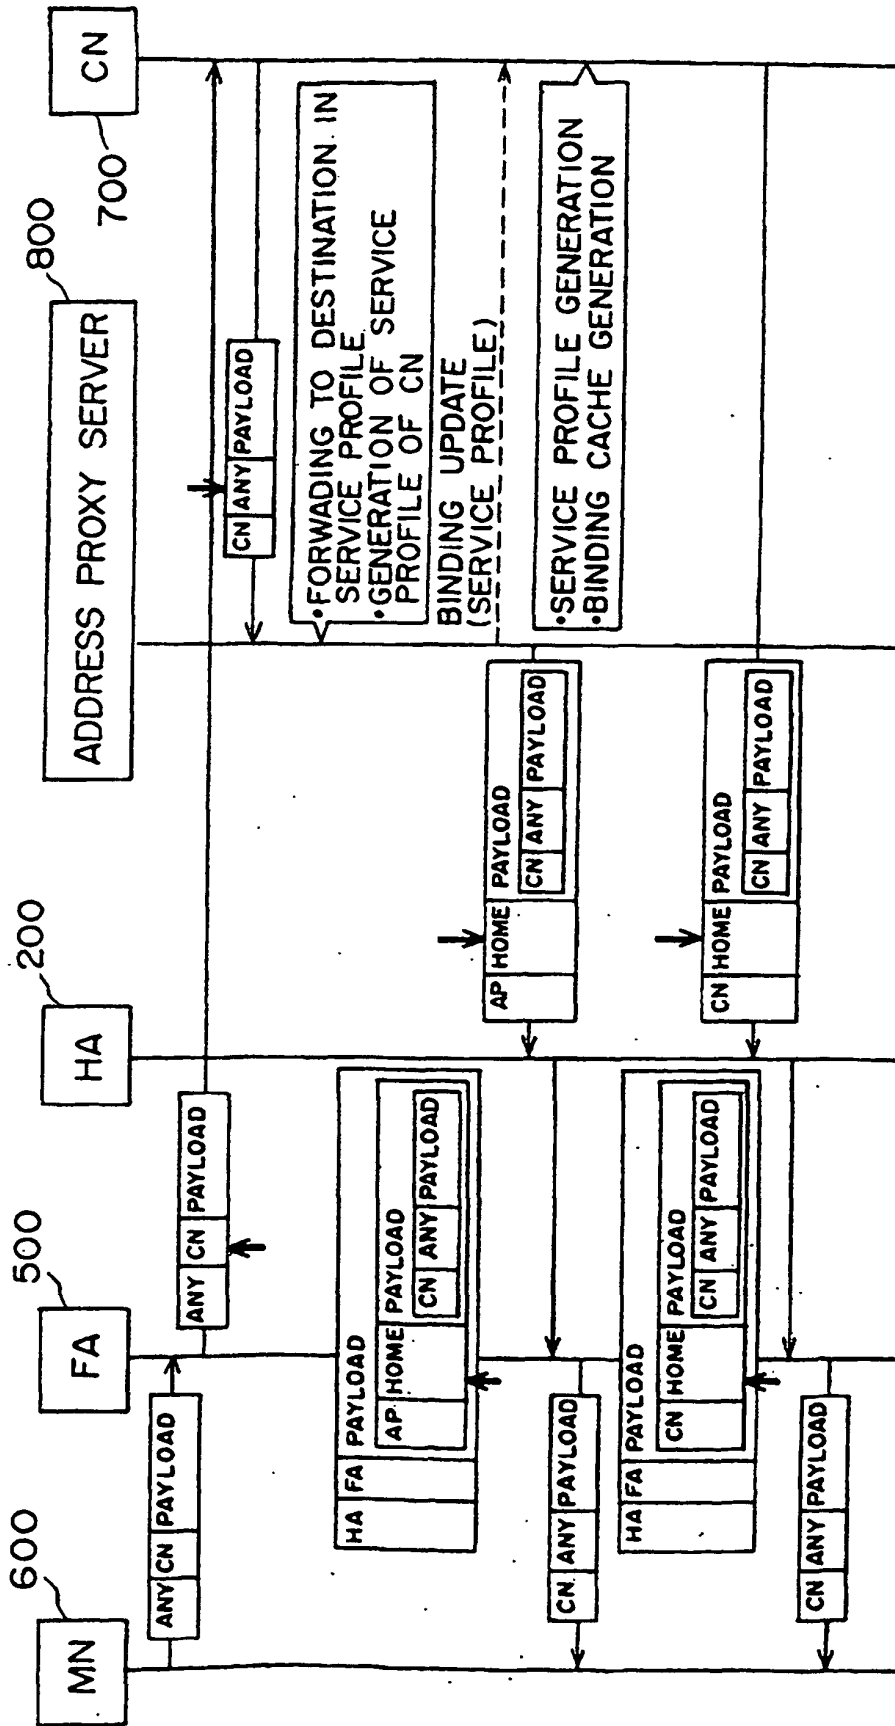 600
MN
500
FA
200
HA
800
ADDRESS PROXY SERVER
700
CN
ANY CN PAYLOAD
ANY CN PAYLOAD
CN ANY PAYLOAD
•FORWADING TO DESTINATION IN
SERVICE PROFILE
•GENERATION OF SERVICE
PROFILE OF CN
BINDING UPDATE
(SERVICE PROFILE)
AP HOME PAYLOAD
CN ANY PAYLOAD
HA FA PAYLOAD
AP HOME PAYLOAD
CN ANY PAYLOAD
CN ANY PAYLOAD
•SERVICE PROFILE GENERATION
•BINDING CACHE GENERATION
CN HOME PAYLOAD
CN ANY PAYLOAD
HA FA PAYLOAD
CN HOME PAYLOAD
CN ANY PAYLOAD
CN ANY PAYLOAD